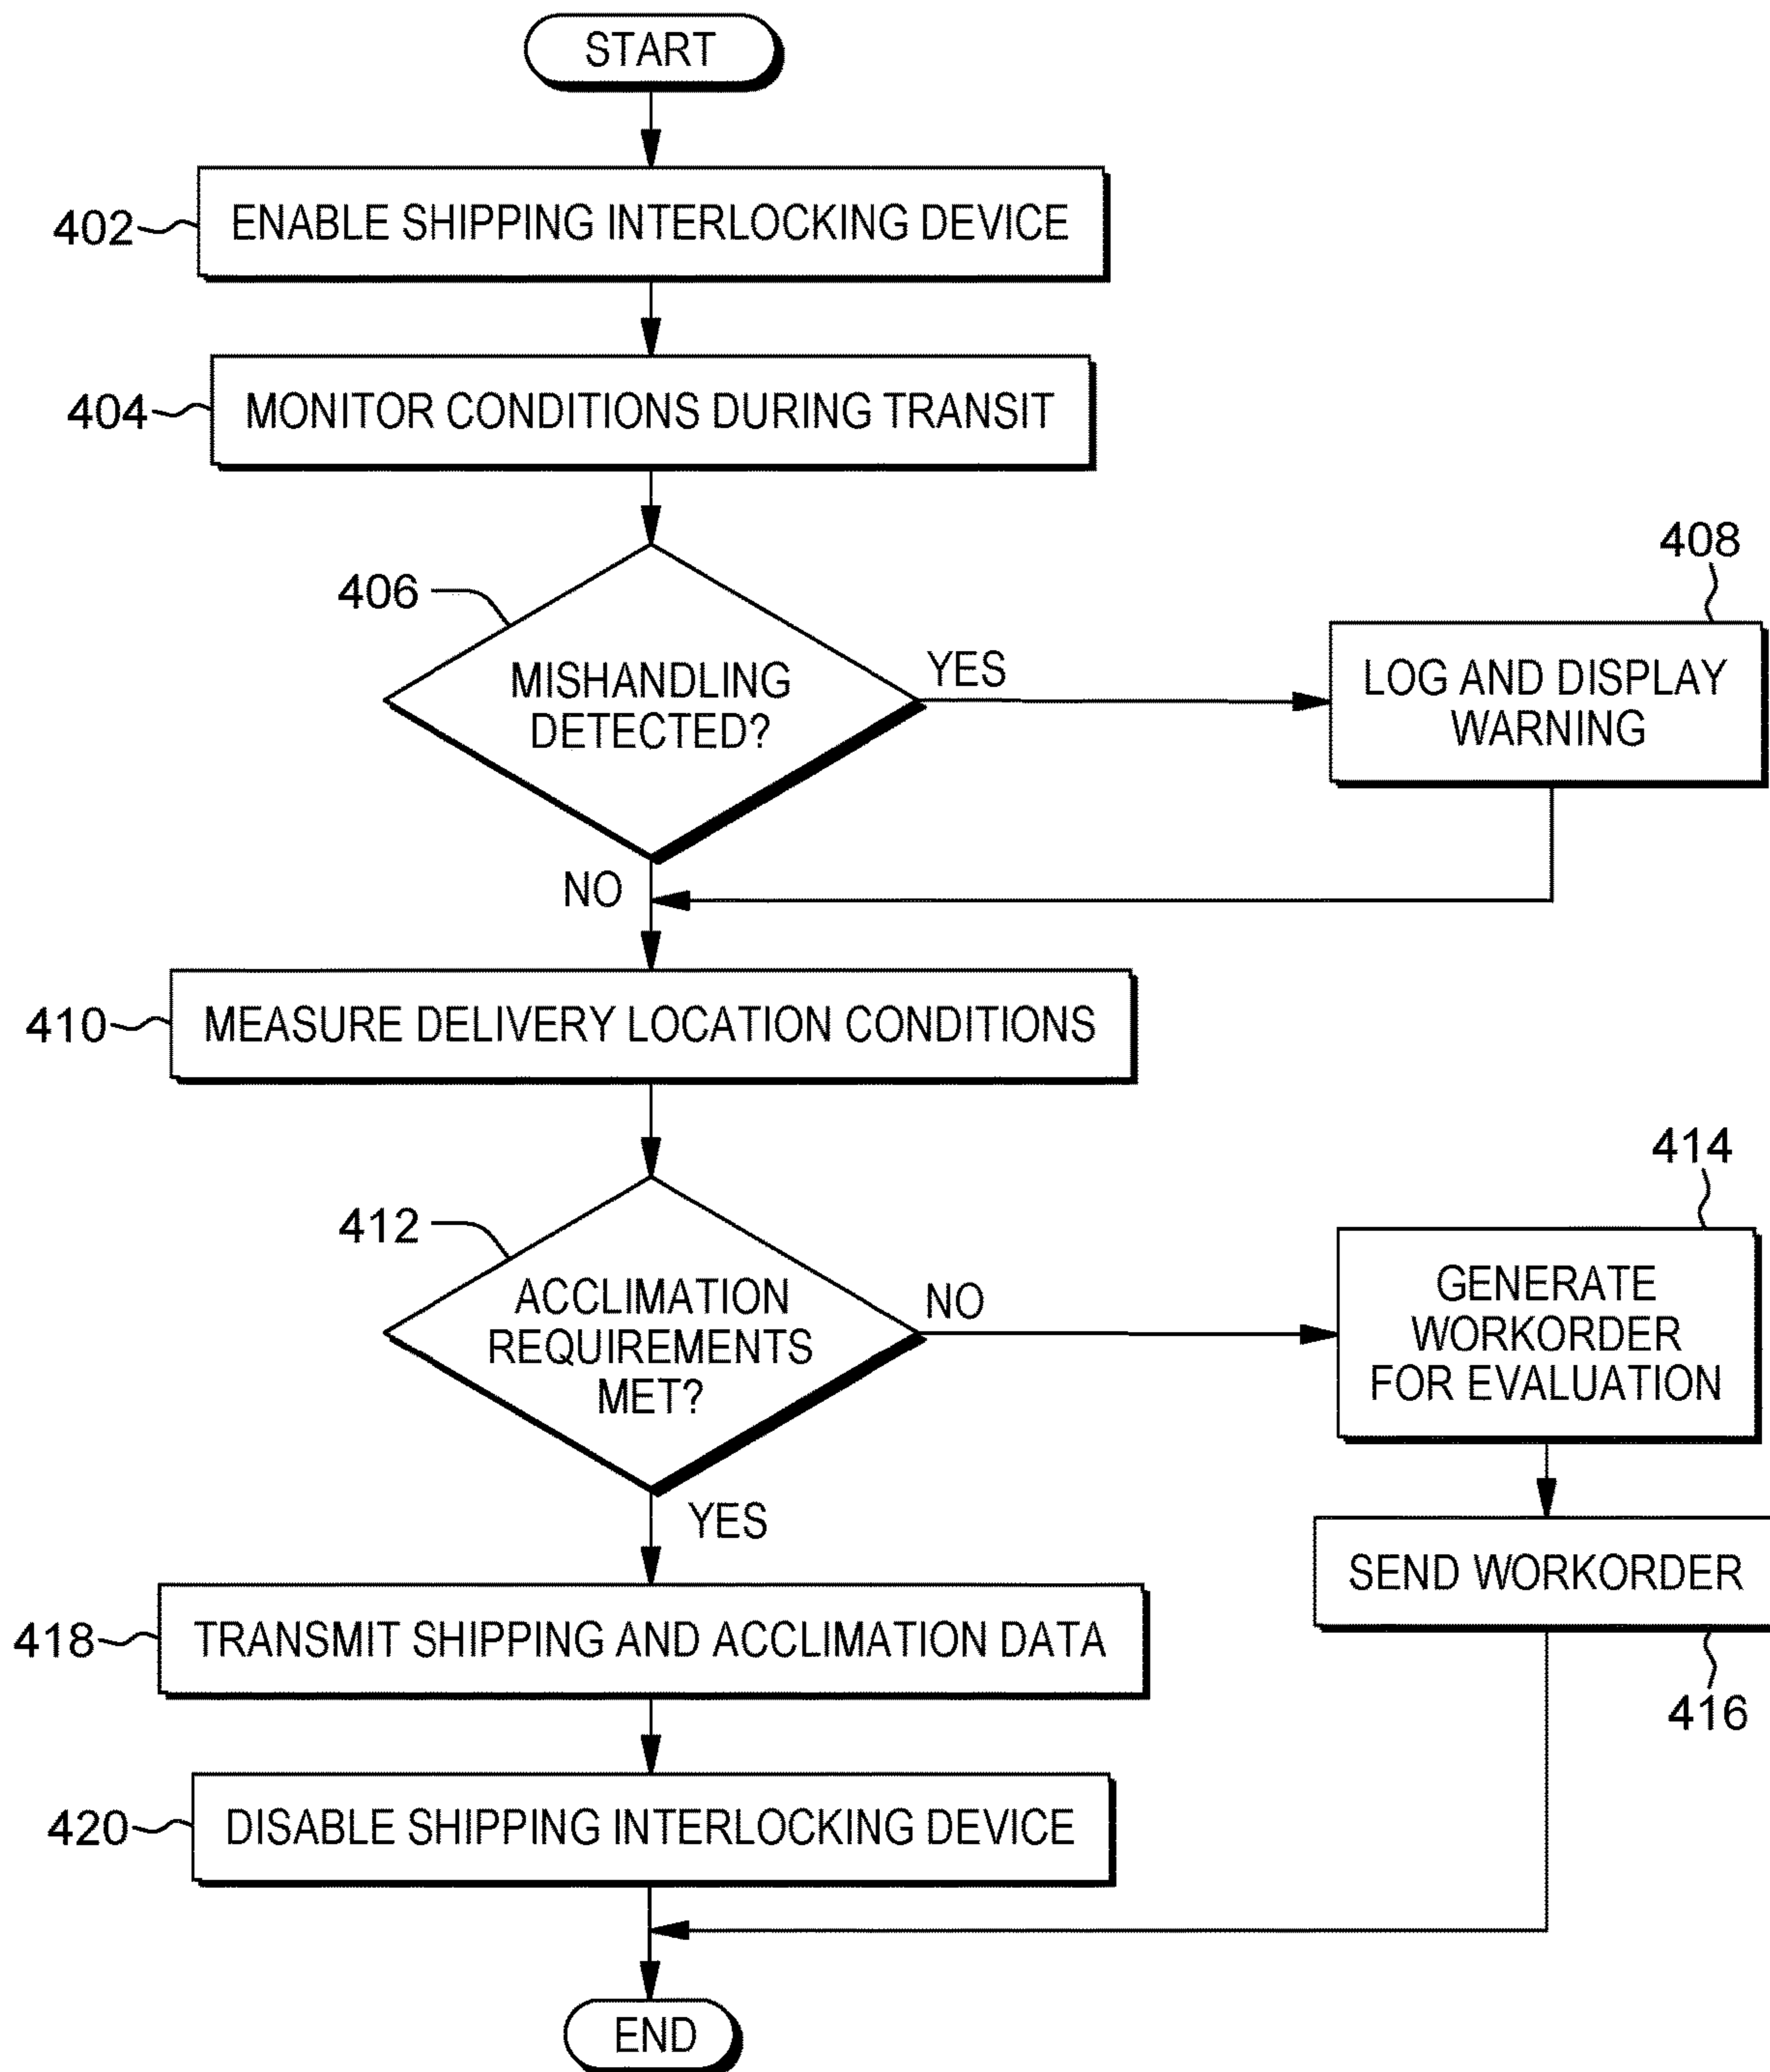 START
402
ENABLE SHIPPING INTERLOCKING DEVICE
404
MONITOR CONDITIONS DURING TRANSIT
406
MISHANDLING
DETECTED?
YES
408
LOG AND DISPLAY
WARNING
NO
410
MEASURE DELIVERY LOCATION CONDITIONS
412
ACCLIMATION
REQUIREMENTS
MET?
NO
414
GENERATE
WORKORDER
FOR EVALUATION
YES
SEND WORKORDER
416
418
TRANSMIT SHIPPING AND ACCLIMATION DATA
420
DISABLE SHIPPING INTERLOCKING DEVICE
END